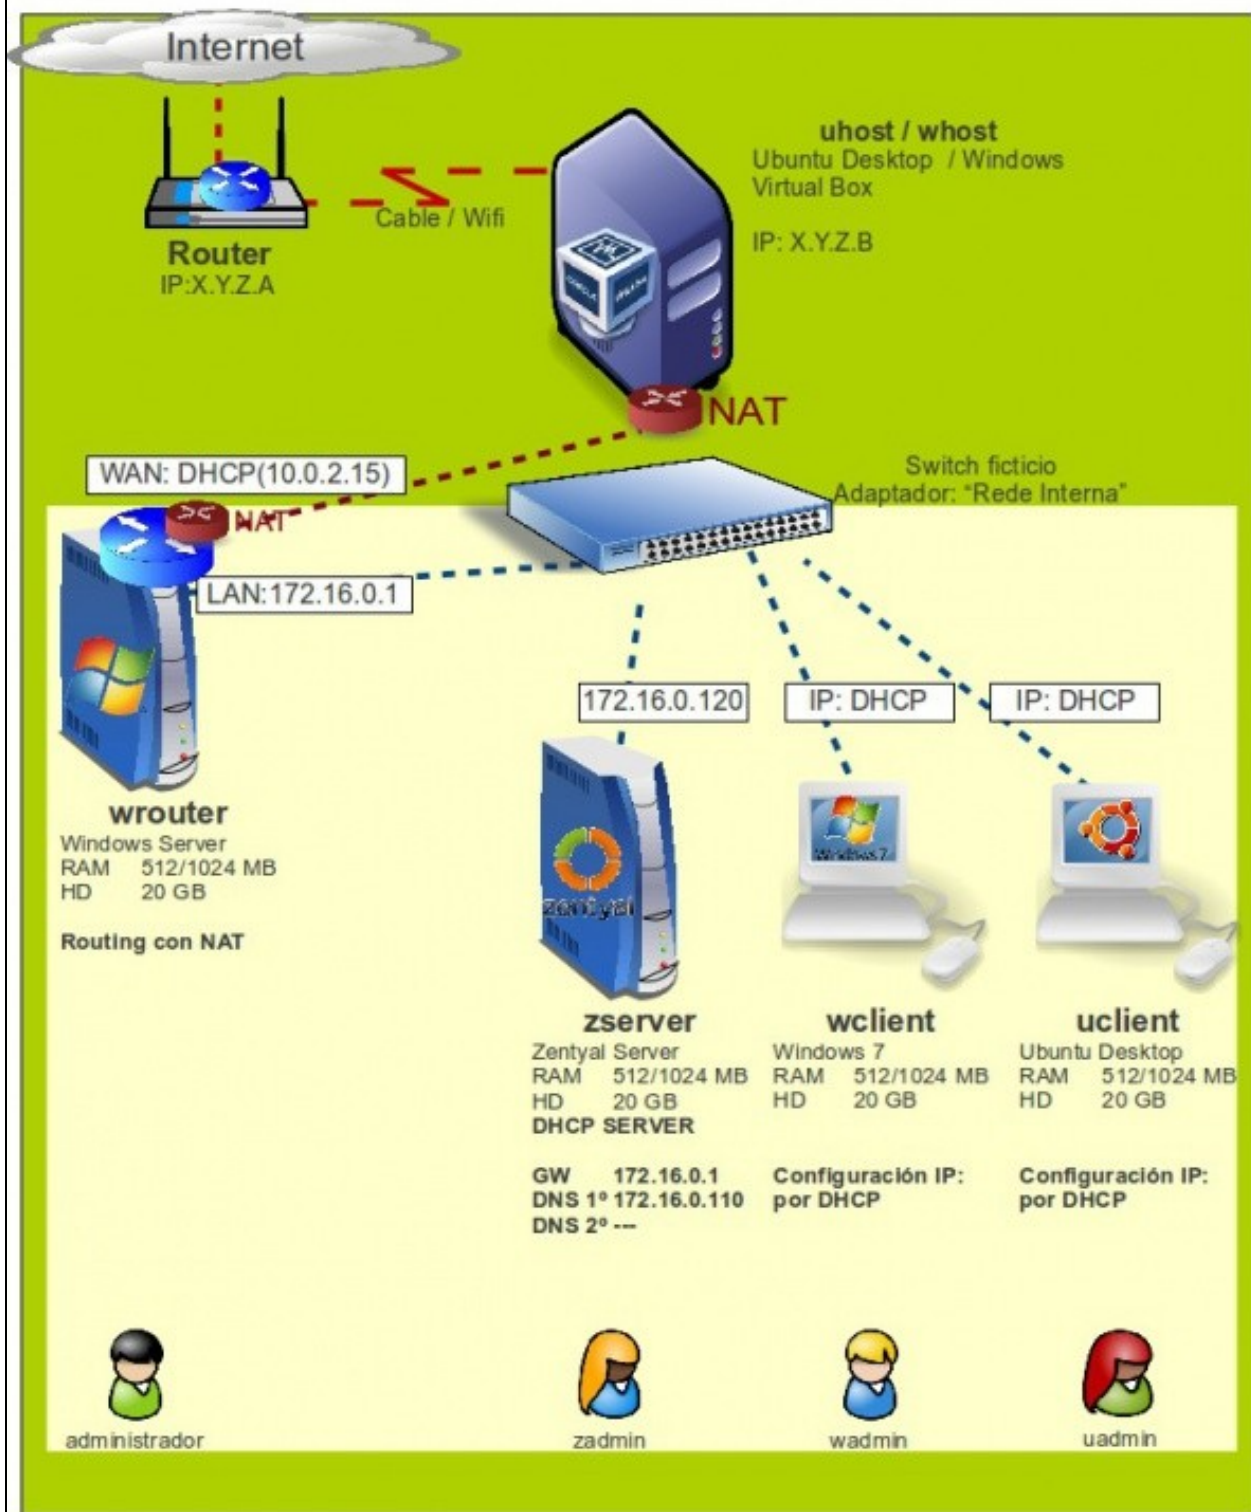 Internet
uhost / whost
Ubuntu Desktop / Windows
Virtual Box
IP: X.Y.Z.B
Cable / Wifi
Router
IP:X.Y.Z.A
NAT
WAN: DHCP(10.0.2.15)
Switch ficticio
Adaptador: “Rede Interna”
NAT
LAN:172.16.0.1
172.16.0.120
IP: DHCP
IP: DHCP
wrouter
Windows Server
RAM 512/1024 MB
HD 20 GB
Routing con NAT
Windows 7
zentyal
zserver
Zentyal Server
RAM 512/1024 MB
HD 20 GB
DHCP SERVER
GW 172.16.0.1
DNS 1º 172.16.0.110
DNS 2º ---
wclient
Windows 7
RAM 512/1024 MB
HD 20 GB
Configuración IP:
por DHCP
uclient
Ubuntu Desktop
RAM 512/1024 MB
HD 20 GB
Configuración IP:
por DHCP
administrador
zadmin
wadmin
uadmin